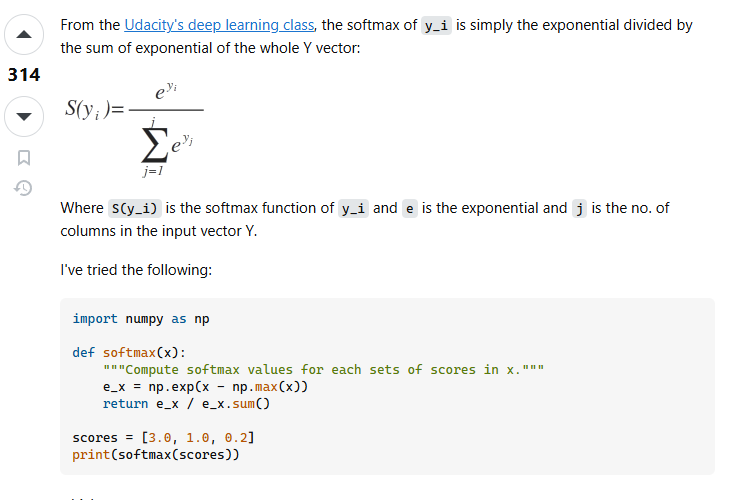 From the Udacity's deep learning class, the softmax of y_i is simply the exponential divided by
the sum of exponential of the whole Y vector:
314
S(y_i)= e^{y_i} / \sum_{j=1}^{j} e^{y_j}
Where S(y_i) is the softmax function of y_i and e is the exponential and j is the no. of
columns in the input vector Y.
I've tried the following:
import numpy as np
def softmax(x):
"""Compute softmax values for each sets of scores in x."""
e_x = np.exp(x - np.max(x))
return e_x / e_x.sum()
scores = [3.0, 1.0, 0.2]
print(softmax(scores))